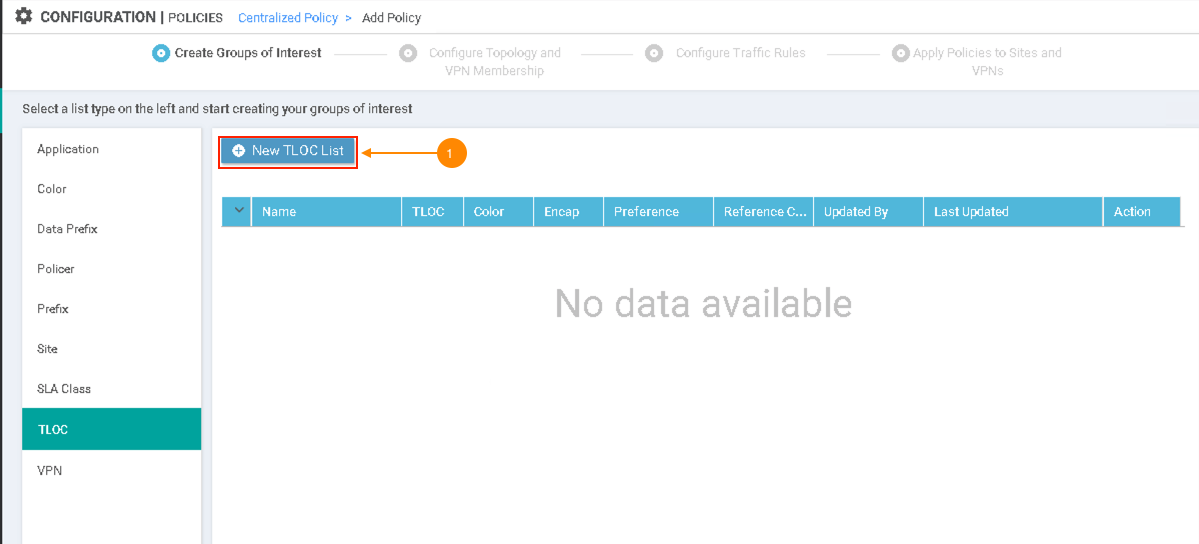 CONFIGURATION | POLICIES Centralized Policy > Add Policy
Create Groups of Interest
Configure Topology and
VPN Membership
Configure Traffic Rules
Apply Policies to Sites and
VPNs
Select a list type on the left and start creating your groups of interest
Application
Color
Data Prefix
Policer
Prefix
Site
SLA Class
TLOC
VPN
New TLOC List
1
Name TLOC Color Encap Preference Reference C... Updated By Last Updated Action
No data available